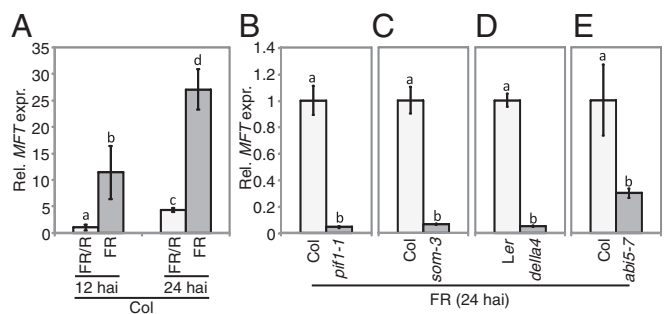 A B C D E
Rel. MFT expr.
35
30
25
20
15
10
5
0
a
b
c
d
FR/R
FR
FR/R
FR
12 hai
24 hai
Col
Rel. MFT expr.
1.4
1.2
1
0.8
0.6
0.4
0.2
0
a
b
Col
pif1-1
a
b
Col
som-3
a
b
Ler
della4
a
b
Col
abi5-7
FR (24 hai)